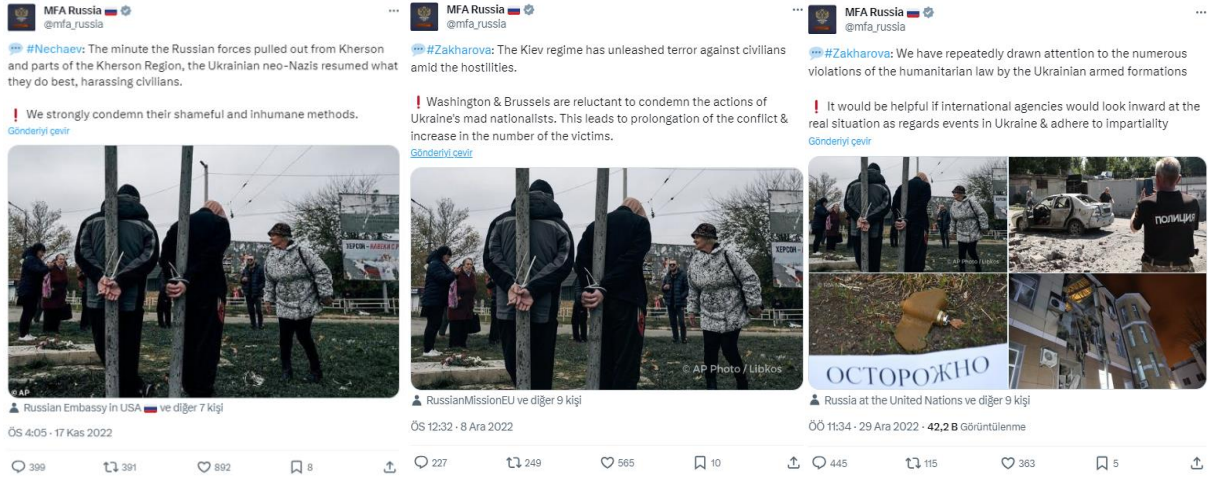 MFA Russia
@mfa_russia
#Nechaev: The minute the Russian forces pulled out from Kherson
and parts of the Kherson Region, the Ukrainian neo-Nazis resumed what
they do best, harassing civilians.
❗ We strongly condemn their shameful and inhumane methods.
Gönderiyi çevir
© AP
Russian Embassy in USA ve diğer 7 kişi
ÖS 4:05 · 17 Kas 2022
399
391
892
8
MFA Russia
@mfa_russia
#Zakharova: The Kiev regime has unleashed terror against civilians
amid the hostilities.
❗ Washington & Brussels are reluctant to condemn the actions of
Ukraine's mad nationalists. This leads to prolongation of the conflict &
increase in the number of the victims.
Gönderiyi çevir
ХЕРСОН -
© AP Photo / Libkos
RussianMissionEU ve diğer 9 kişi
ÖS 12:32 · 8 Ara 2022
227
249
565
10
MFA Russia
@mfa_russia
#Zakharova: We have repeatedly drawn attention to the numerous
violations of the humanitarian law by the Ukrainian armed formations
❗ It would be helpful if international agencies would look inward at the
real situation as regards events in Ukraine & adhere to impartiality
Gönderiyi çevir
© AP Photo / Libkos
ПОЛИЦИЯ
ОСТОРОЖНО
Russia at the United Nations ve diğer 9 kişi
ÖÖ 11:34 · 29 Ara 2022 · 42,2 B Görüntülenme
445
115
363
5